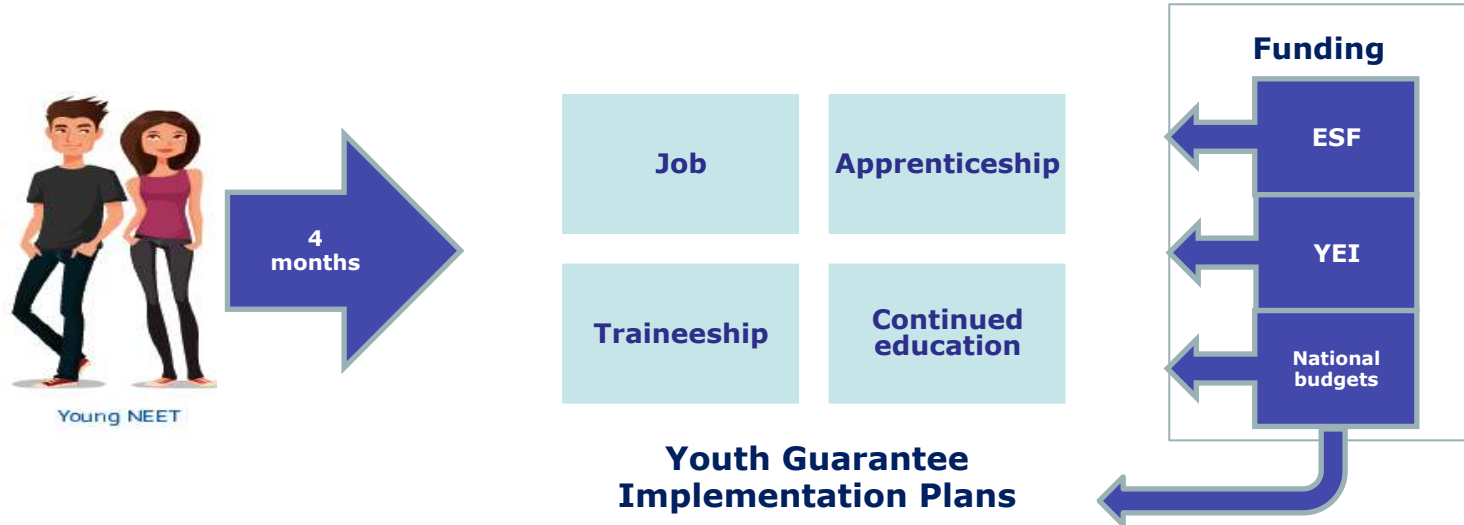 Young NEET
4
months
Job
Apprenticeship
Traineeship
Continued
education
Youth Guarantee
Implementation Plans
Funding
ESF
YEI
National
budgets